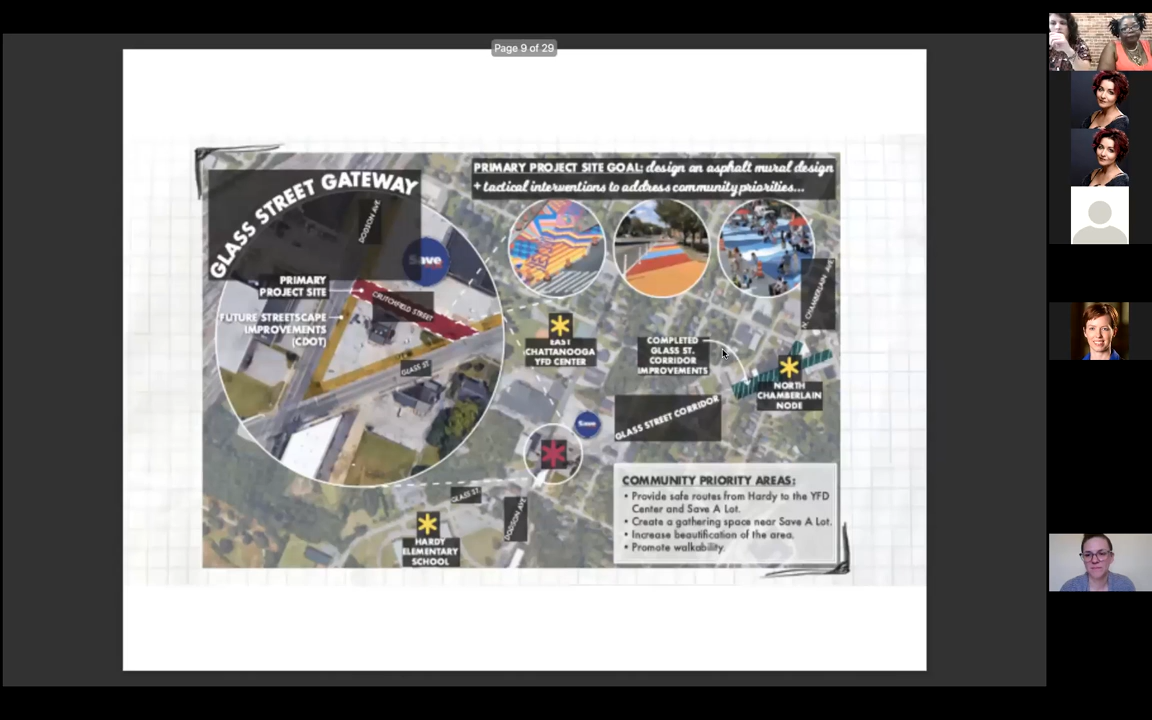 Page 9 of 29
GLASS STREET GATEWAY
DODSON AVE
Save
PRIMARY
PROJECT SITE
CRUTCHFIELD STREET
FUTURE STREETSCAPE
IMPROVEMENTS
(CDOT)
GLASS ST.
PRIMARY PROJECT SITE GOAL: design an asphalt mural design
+ tactical interventions to address community priorities...
N. CHAMBERLAIN AVE
EAST
CHATTANOOGA
YFD CENTER
COMPLETED
GLASS ST.
CORRIDOR
IMPROVEMENTS
NORTH
CHAMBERLAIN
NODE
GLASS STREET CORRIDOR
Save
GLASS ST.
DODSON AVE
HARDY
ELEMENTARY
SCHOOL
COMMUNITY PRIORITY AREAS:
• Provide safe routes from Hardy to the YFD
Center and Save A Lot.
• Create a gathering space near Save A Lot.
• Increase beautification of the area.
• Promote walkability.